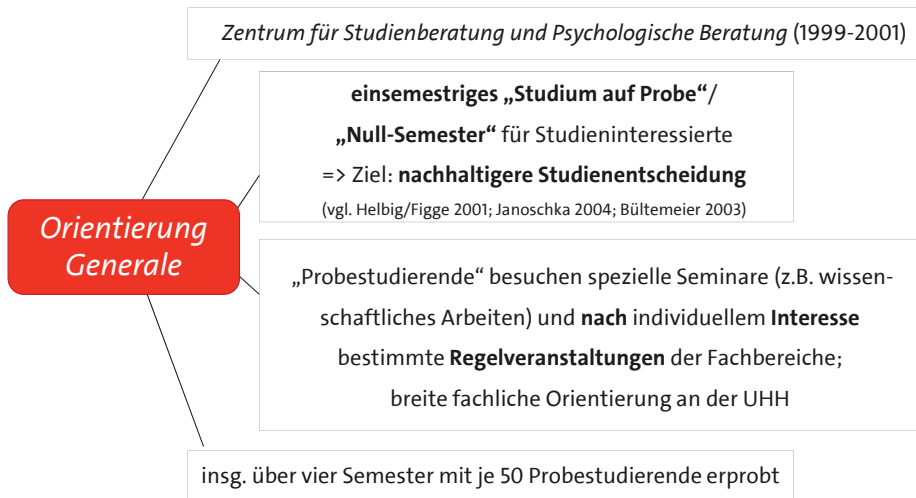 Zentrum für Studienberatung und Psychologische Beratung (1999-2001)
einsemestriges „Studium auf Probe“/
„Null-Semester“ für Studieninteressierte
=> Ziel: nachhaltigere Studienentscheidung
(vgl. Helbig/Figge 2001; Janoschka 2004; Bültemeier 2003)
Orientierung
Generale
„Probestudierende“ besuchen spezielle Seminare (z.B. wissen-
schaftliches Arbeiten) und nach individuellem Interesse
bestimmte Regelveranstaltungen der Fachbereiche;
breite fachliche Orientierung an der UHH
insg. über vier Semester mit je 50 Probestudierende erprobt